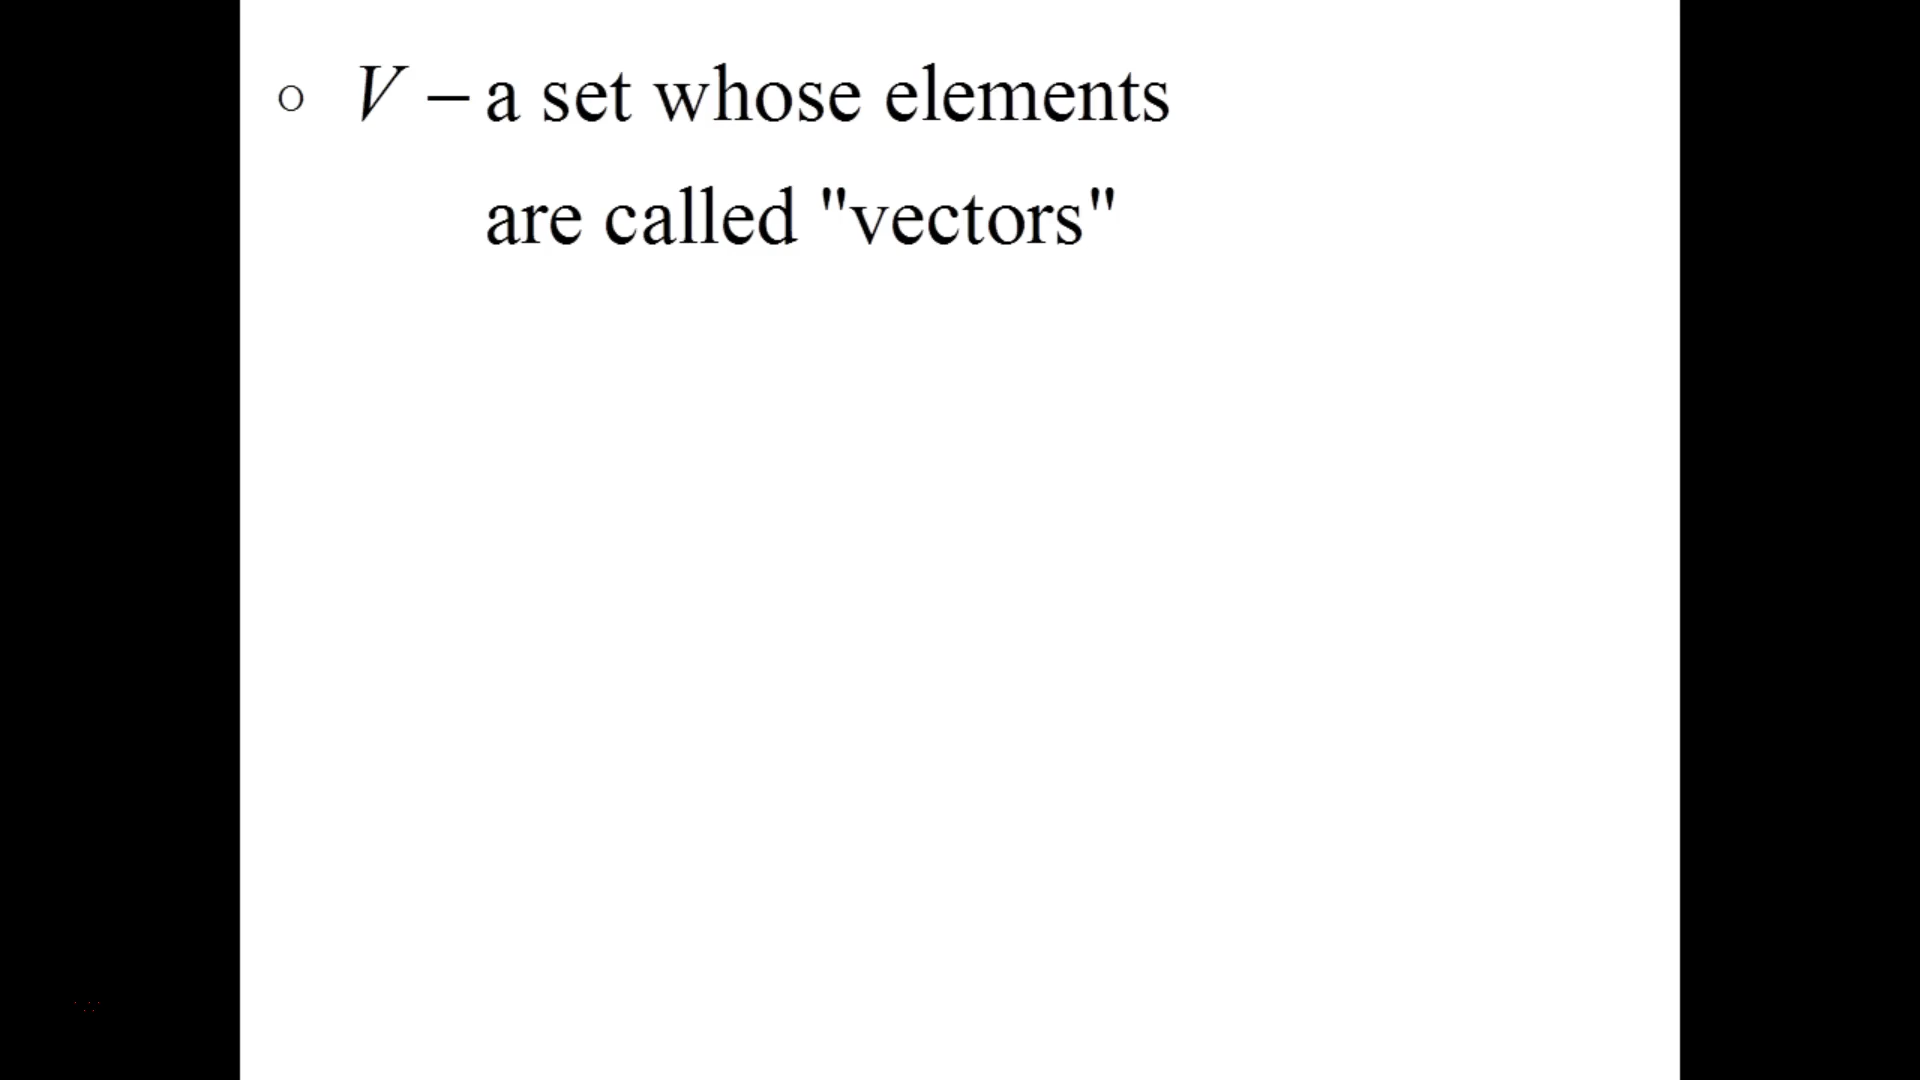 ○ V – a set whose elements
are called "vectors"